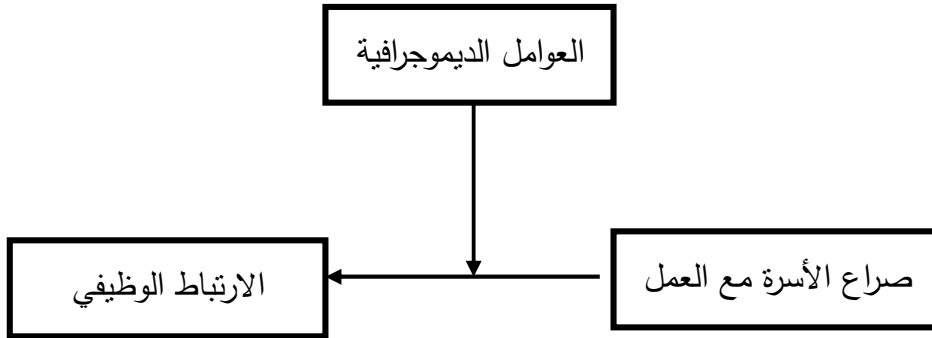 العوامل الديموجرافية
صراع الأسرة مع العمل
الارتباط الوظيفي